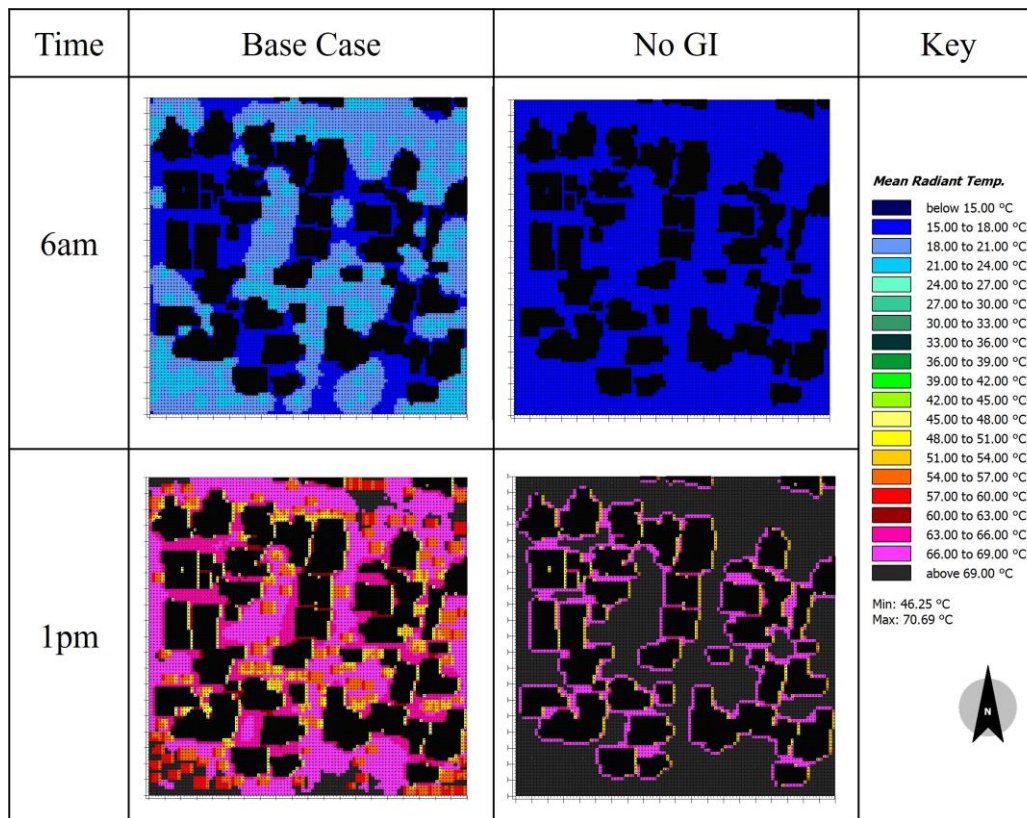 Time Base Case No GI Key
6am
1pm
Mean Radiant Temp.
below 15.00 °C
15.00 to 18.00 °C
18.00 to 21.00 °C
21.00 to 24.00 °C
24.00 to 27.00 °C
27.00 to 30.00 °C
30.00 to 33.00 °C
33.00 to 36.00 °C
36.00 to 39.00 °C
39.00 to 42.00 °C
42.00 to 45.00 °C
45.00 to 48.00 °C
48.00 to 51.00 °C
51.00 to 54.00 °C
54.00 to 57.00 °C
57.00 to 60.00 °C
60.00 to 63.00 °C
63.00 to 66.00 °C
66.00 to 69.00 °C
above 69.00 °C
Min: 46.25 °C
Max: 70.69 °C
N